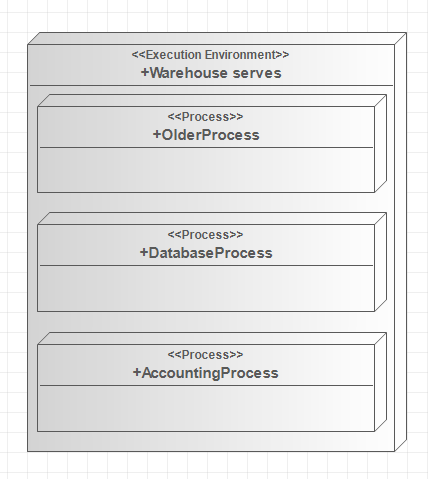 <<Execution Environment>>
+Warehouse serves
<<Process>>
+OlderProcess
<<Process>>
+DatabaseProcess
<<Process>>
+AccountingProcess